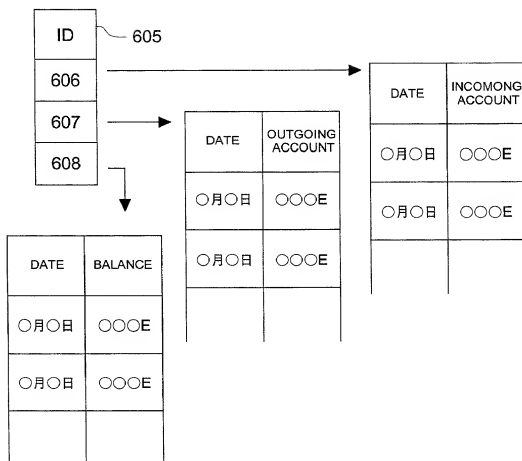 ID
605
606
607
608
DATE
INCOMONG
ACCOUNT
○月○日
○○○E
○月○日
○○○E
DATE
OUTGOING
ACCOUNT
○月○日
○○○E
○月○日
○○○E
DATE
BALANCE
○月○日
○○○E
○月○日
○○○E